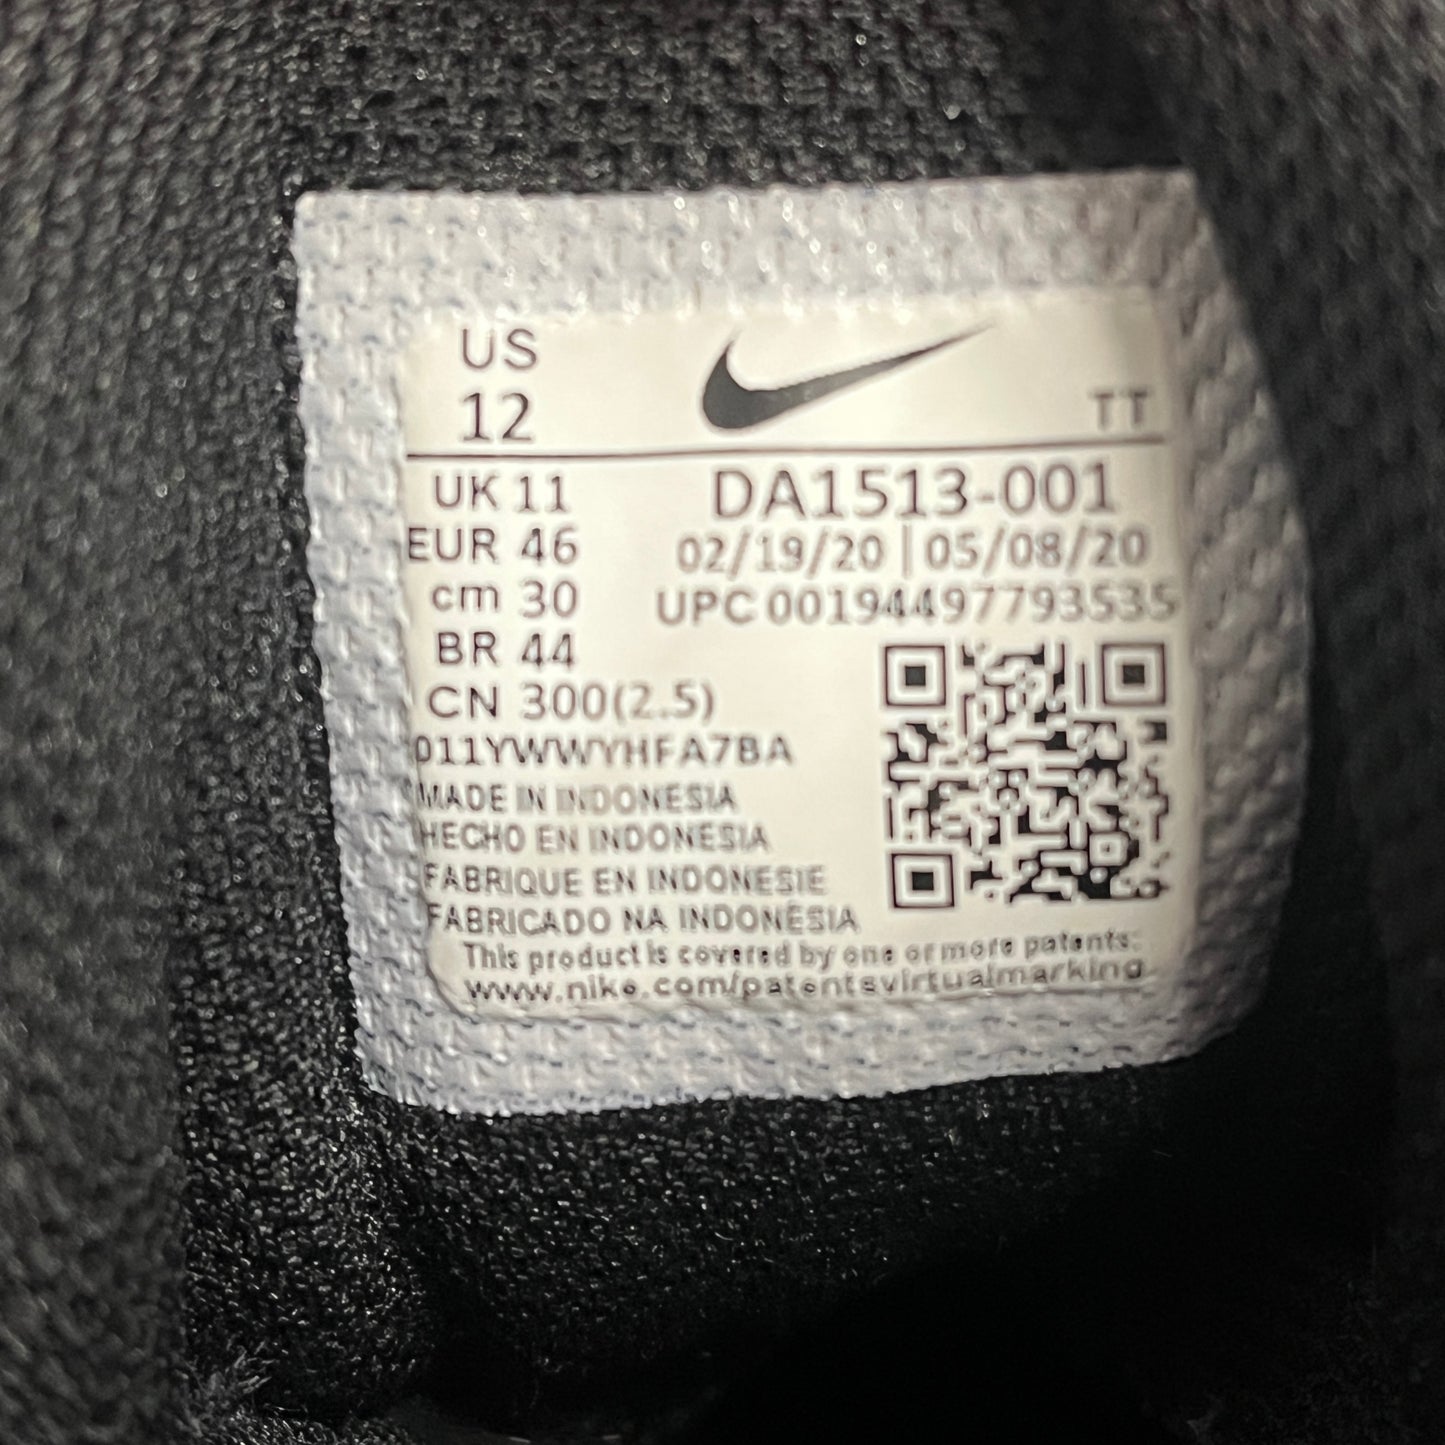 US
12
TT
UK 11
EUR 46
cm 30
BR 44
CN 300(2.5)
DA1513-001
02/19/20 | 05/08/20
UPC 00194497793535
011YWWYHFA7BA
MADE IN INDONESIA
HECHO EN INDONESIA
FABRIQUE EN INDONESIE
FABRICADO NA INDONÉSIA
This product is covered by one or more patents:
www.nike.com/patentsvirtualmarking